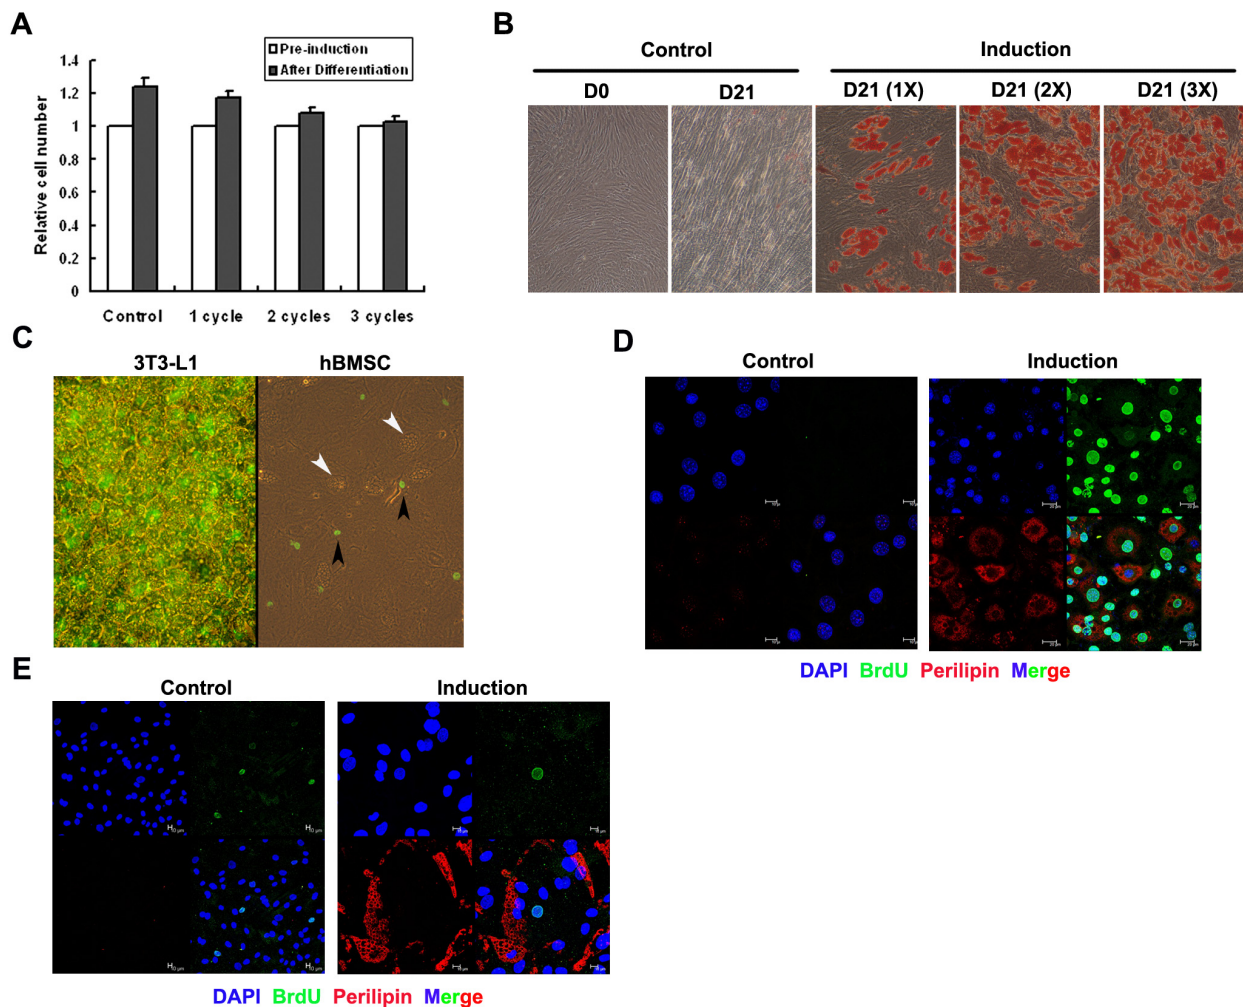 A
Pre-induction
After Differentiation
Relative cell number
1.4
1.2
1
0.8
0.6
0.4
0.2
0
Control 1 cycle 2 cycles 3 cycles
B
Control Induction
D0 D21 D21 (1X) D21 (2X) D21 (3X)
C
3T3-L1 hBMSC
D
Control Induction
DAPI BrdU Perilipin Merge
E
Control Induction
DAPI BrdU Perilipin Merge